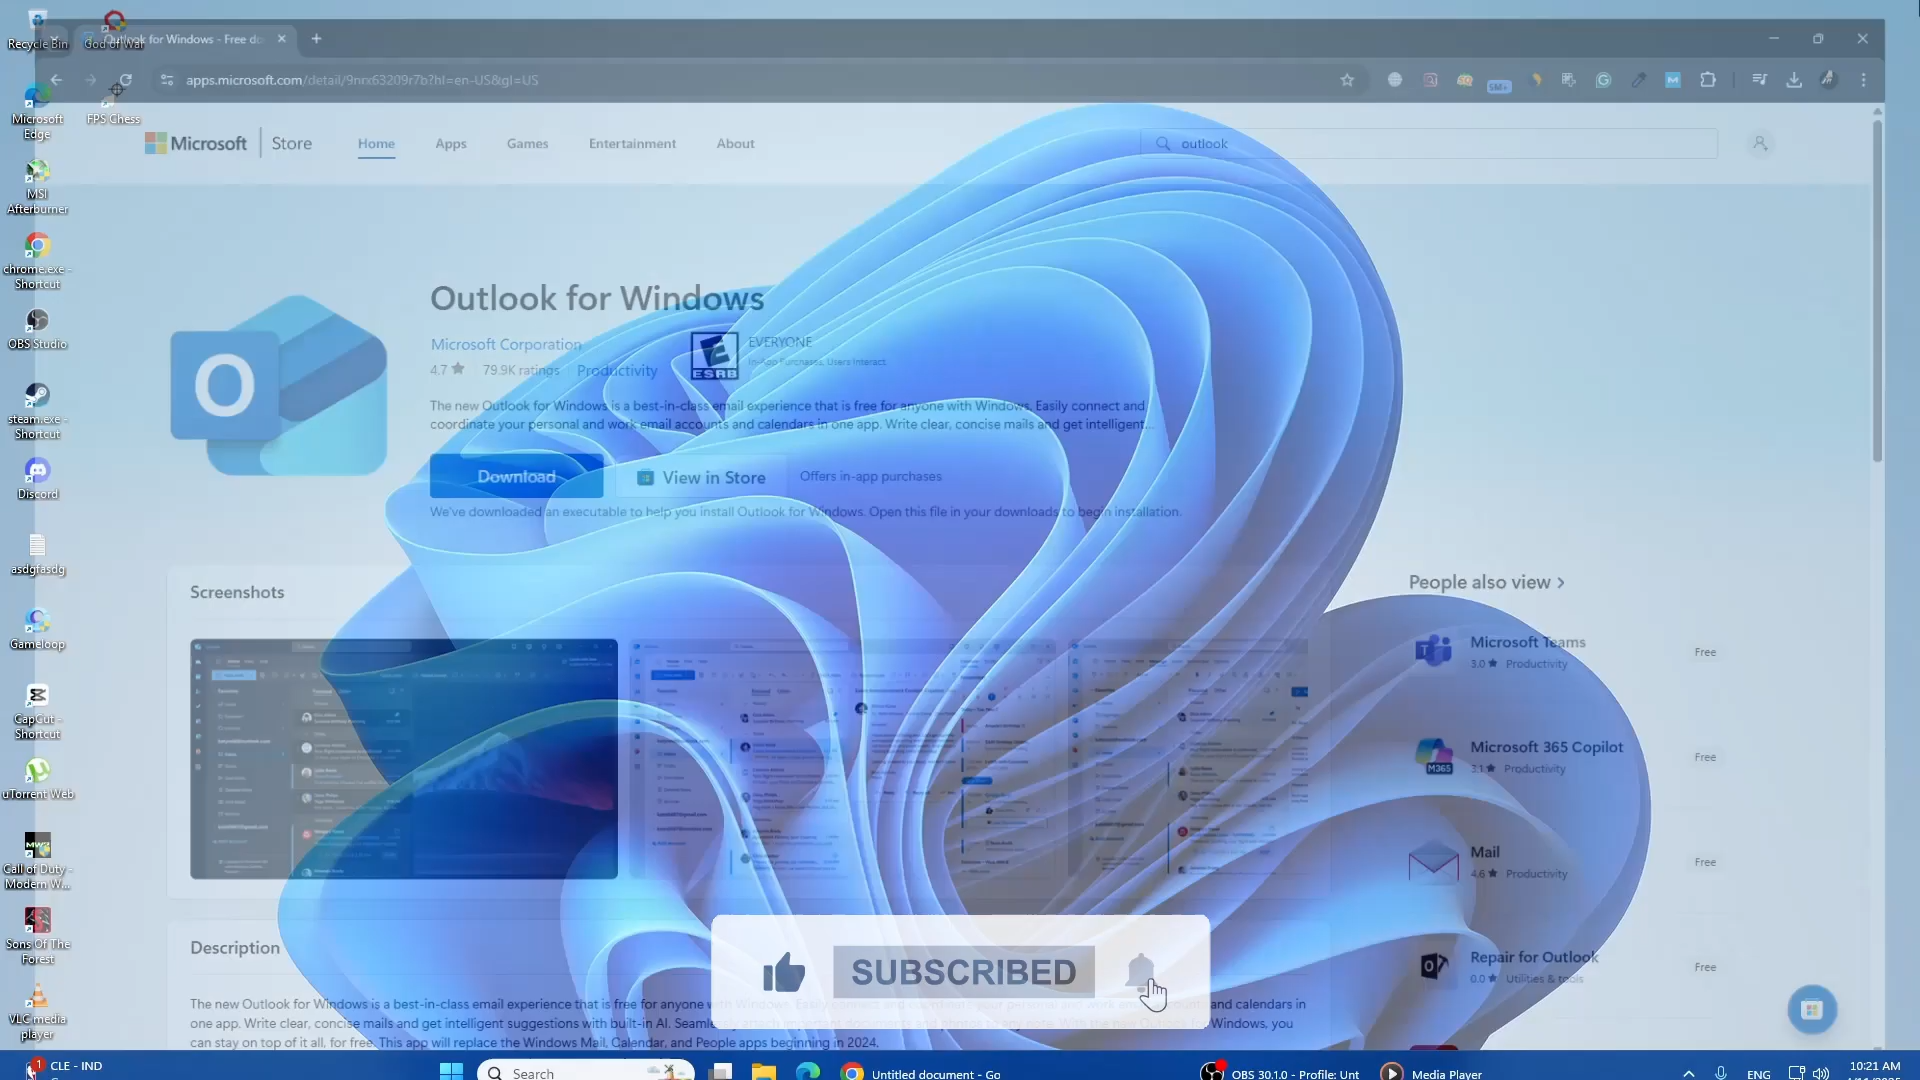 Recycle Bin
God of War
Microsoft Edge
FPS Chess
MSI Afterburner
chrome.exe - Shortcut
OBS Studio
steam.exe - Shortcut
Discord
asdgfasdg
Gameloop
CapCut - Shortcut
uTorrent Web
Call of Duty - Modern W...
Sons Of The Forest
VLC media player
Outlook for Windows - Free do
apps.microsoft.com/detail/9nrx63209r7b?hl=en-US&gl=US
5M+
Microsoft
Store
Home
Apps
Games
Entertainment
About
outlook
Outlook for Windows
Microsoft Corporation
4.7 ★
79.9K ratings
Productivity
ESRB
EVERYONE
In-App Purchases, Users Interact
The new Outlook for Windows is a best-in-class email experience that is free for anyone with Windows. Easily connect and
coordinate your personal and work email accounts and calendars in one app. Write clear, concise mails and get intelligent...
Download
View in Store
Offers in-app purchases
We've downloaded an executable to help you install Outlook for Windows. Open this file in your downloads to begin installation.
Screenshots
People also view >
Microsoft Teams
3.0 ★ Productivity
Free
Microsoft 365 Copilot
M365
3.1 ★ Productivity
Free
Mail
4.6 ★ Productivity
Free
Repair for Outlook
0.0 ★ Utilities & tools
Free
Description
The new Outlook for Windows is a best-in-class email experience that is free for anyone
and calendars in
one app. Write clear, concise mails and get intelligent suggestions with built-in AI.
Windows, you
can stay on top of it all, for free. This app will replace the Windows Mail, Calendar, and People apps beginning in 2024.
SUBSCRIBED
1
CLE - IND
Search
Untitled document - Go
OBS 30.1.0 - Profile: Unt
Media Player
ENG
10:21 AM